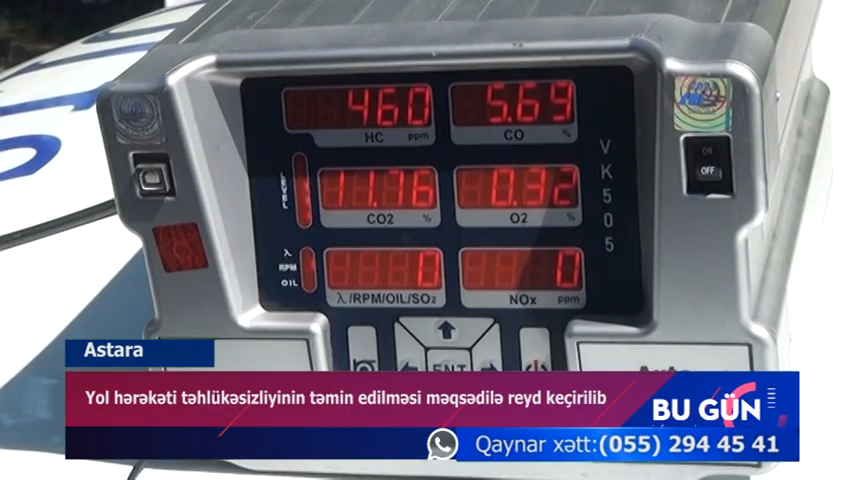 460
5.69
HC ppm
CO %
LEVEL
11.76
0.32
CO2 %
O2 %
VK505
ON
OFF
λ
RPM
OIL
0
0
λ/RPM/OIL/SO2
NOx ppm
ENT
Astara
Yol hərəkəti təhlükəsizliyinin təmin edilməsi məqsədilə reyd keçirilib
BU GÜN
Qaynar xətt:(055) 294 45 41